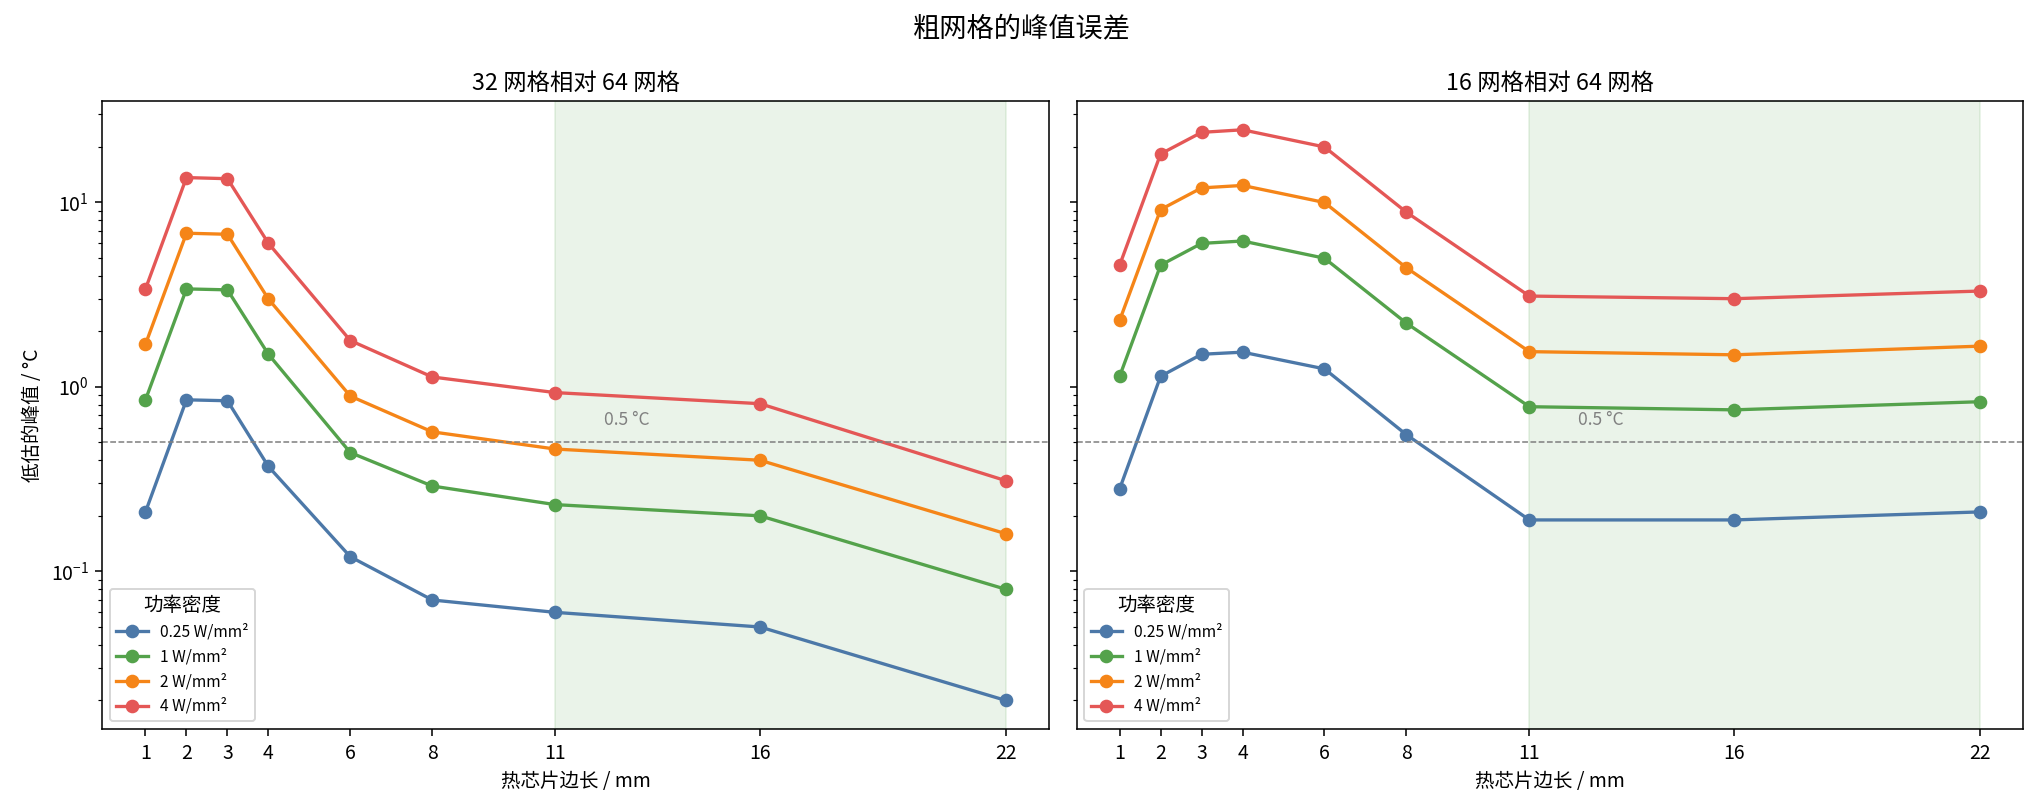 粗网格的峰值误差
32 网格相对 64 网格
低估的峰值 / °C
10¹
10⁰
10⁻¹
0.5 °C
功率密度
0.25 W/mm²
1 W/mm²
2 W/mm²
4 W/mm²
1 2 3 4 6 8 11 16 22
热芯片边长 / mm
16 网格相对 64 网格
0.5 °C
功率密度
0.25 W/mm²
1 W/mm²
2 W/mm²
4 W/mm²
1 2 3 4 6 8 11 16 22
热芯片边长 / mm